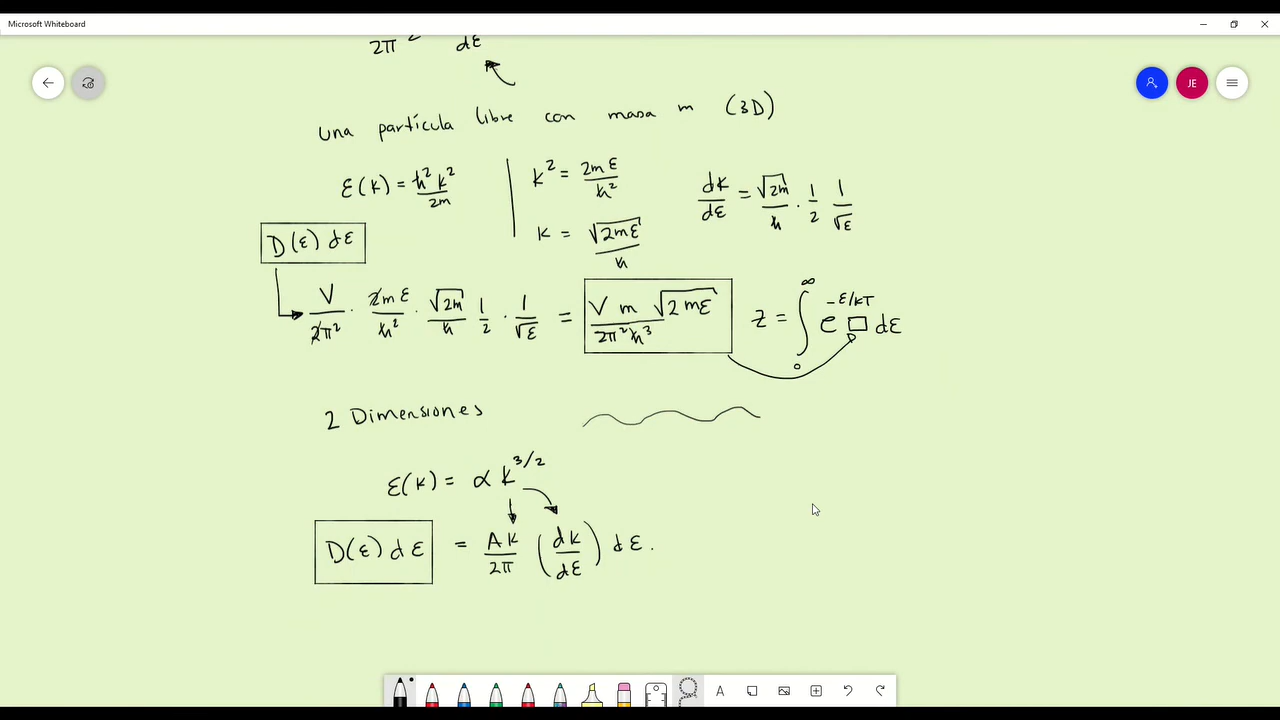 Microsoft Whiteboard
2π² dε
JE
Una partícula libre con masa m (3D)
ε(k) = ħ²k²/2m
k² = 2mε/ħ²
dk/dε = √2m/ħ · 1/2 · 1/√ε
k = √2mε/ħ
D(ε) dε
V/2π² · 2mε/ħ² · √2m/ħ · 1/2 · 1/√ε = V m √2mε/2π²ħ³
Z = ∫₀^∞ e^(-ε/kT) □ dε
2 Dimensiones
ε(k) = α k^(3/2)
D(ε) dε = Ak/2π (dk/dε) dε.
A